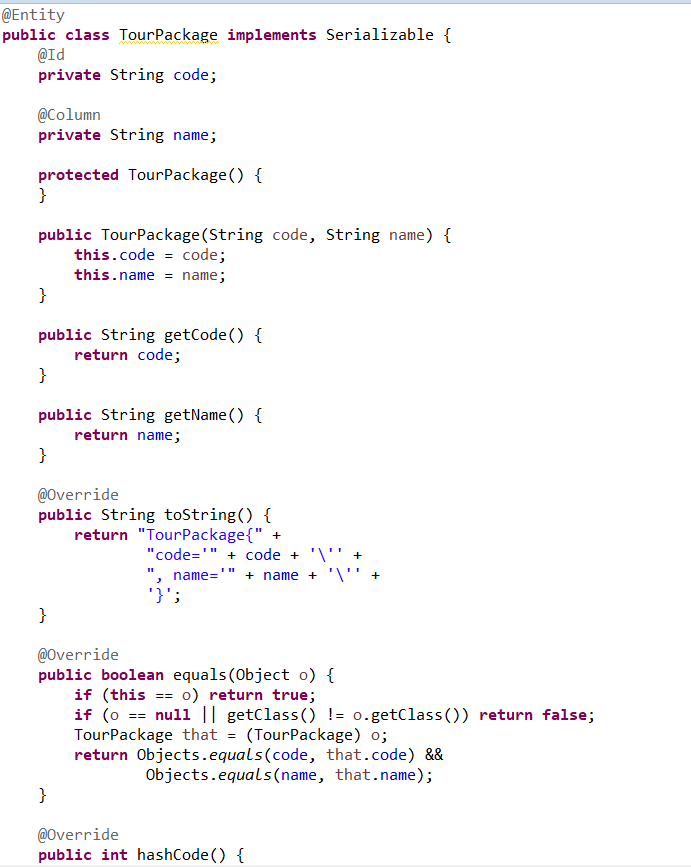 @Entity
public class TourPackage implements Serializable {
    @Id
    private String code;

    @Column
    private String name;

    protected TourPackage() {
    }

    public TourPackage(String code, String name) {
        this.code = code;
        this.name = name;
    }

    public String getCode() {
        return code;
    }

    public String getName() {
        return name;
    }

    @Override
    public String toString() {
        return "TourPackage{" +
                "code='" + code + '\'' +
                ", name='" + name + '\'' +
                '}';
    }

    @Override
    public boolean equals(Object o) {
        if (this == o) return true;
        if (o == null || getClass() != o.getClass()) return false;
        TourPackage that = (TourPackage) o;
        return Objects.equals(code, that.code) &&
                Objects.equals(name, that.name);
    }

    @Override
    public int hashCode() {